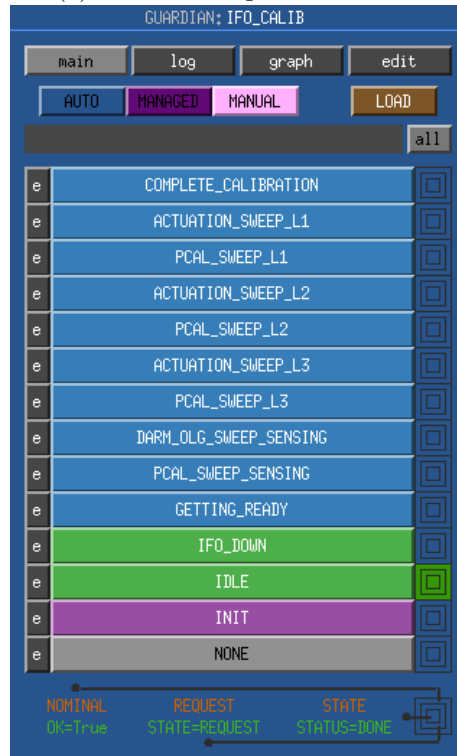 GUARDIAN: IFO_CALIB
main log graph edit
AUTO MANAGED MANUAL LOAD
all
e COMPLETE_CALIBRATION
e ACTUATION_SWEEP_L1
e PCAL_SWEEP_L1
e ACTUATION_SWEEP_L2
e PCAL_SWEEP_L2
e ACTUATION_SWEEP_L3
e PCAL_SWEEP_L3
e DARM_OLG_SWEEP_SENSING
e PCAL_SWEEP_SENSING
e GETTING_READY
e IFO_DOWN
e IDLE
e INIT
e NONE
NOMINAL REQUEST STATE
OK=True STATE=REQUEST STATUS=DONE